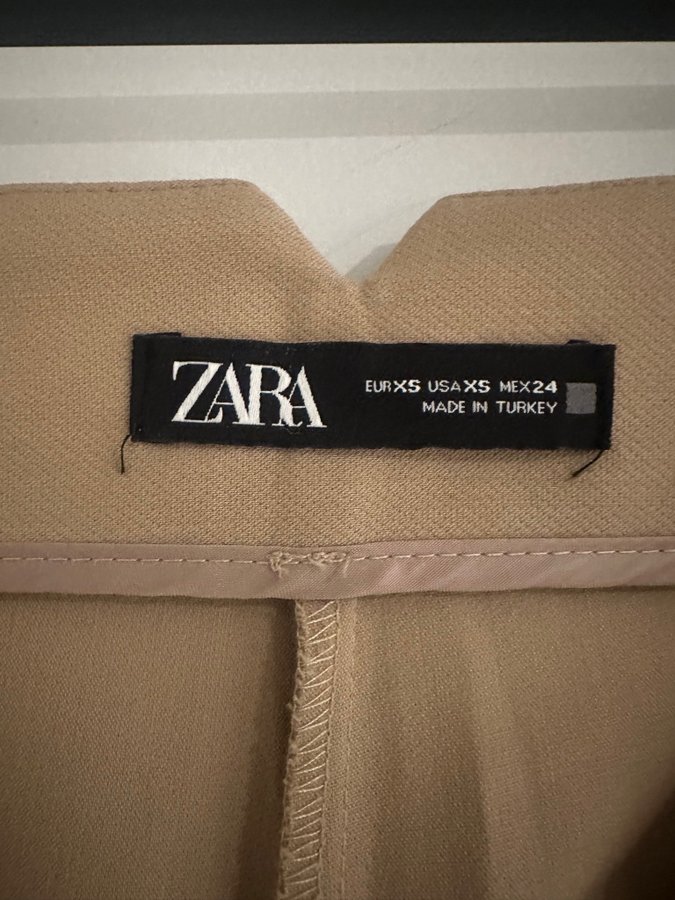 ZARA
EUR XS USA XS MEX 24
MADE IN TURKEY